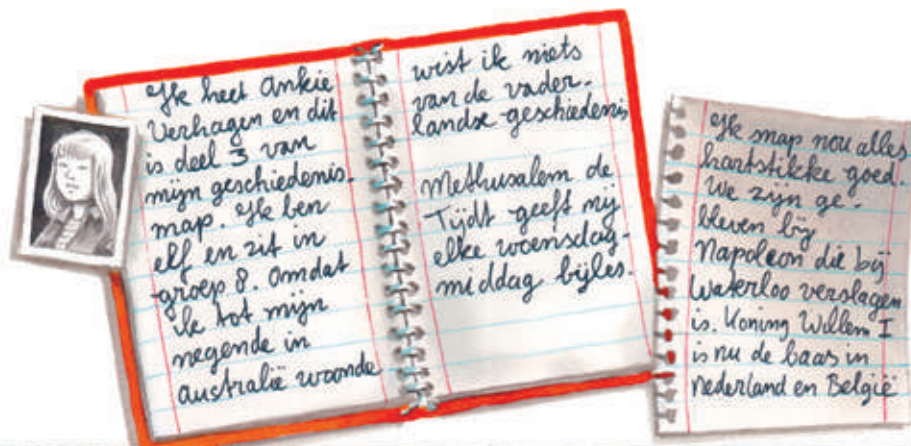 Ik heet Ankie
Verhagen en dit
is deel 3 van
mijn geschiedenis.
map. Ik ben
elf en zit in
groep 8. Omdat
ik tot mijn
negende in
australië woonde
wist ik niets
van de vader-
landse geschiedenis
Methusalem de
Tijdt geeft mij
elke woensdag-
middag bijles.
Ik snap nou alles
hartstikke goed.
We zijn ge-
bleven bij
Napoleon die bij
Waterloo verslagen
is. Koning Willem I
is nu de baas in
nederland en België